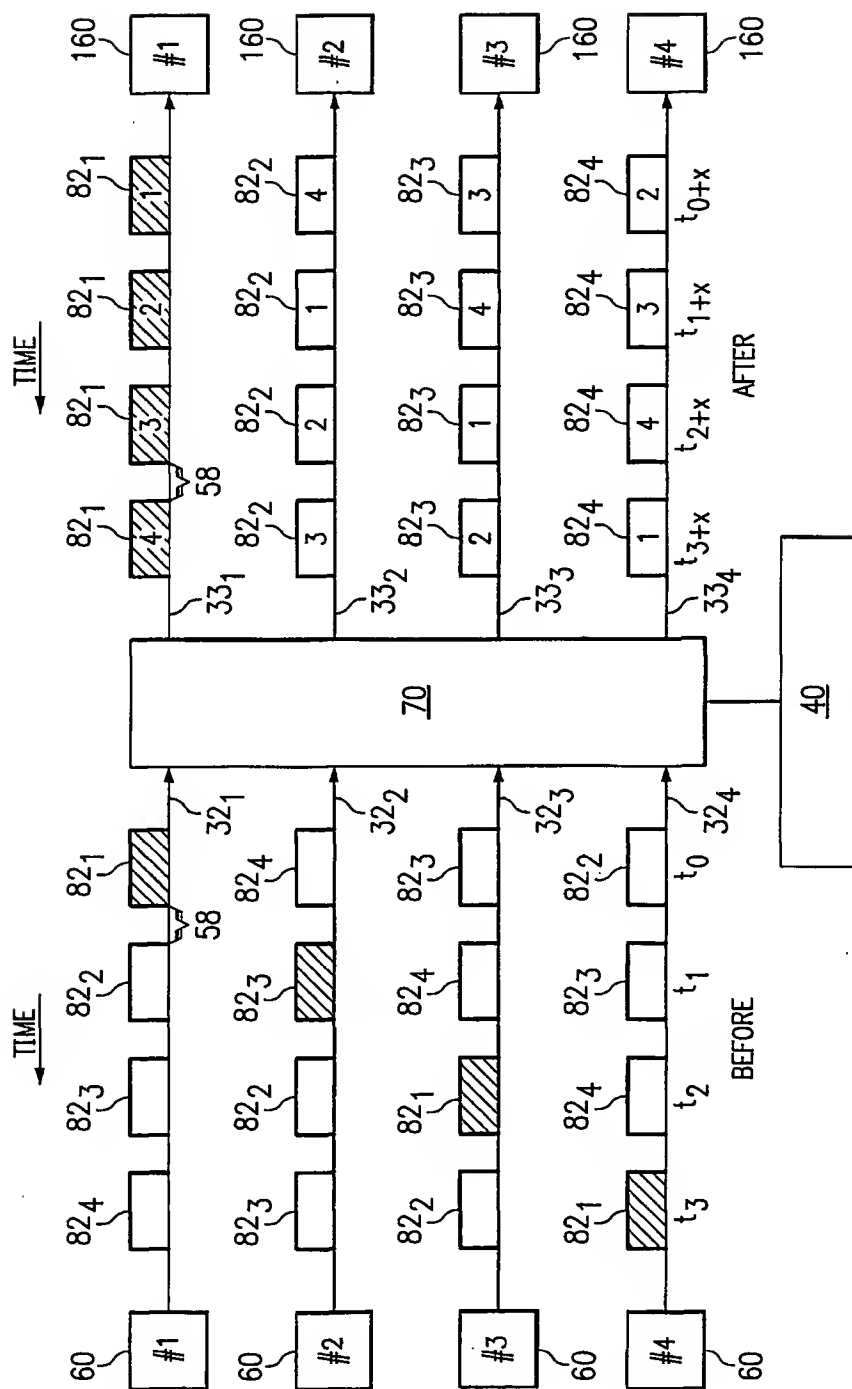 TIME TIME
60 82₄ 82₃ 82₂ 82₁ 82₁ 82₁ 82₁ 82₁ 160
#1 4 3 2 1 #1
58 32₁ 33₁ 58
60 82₃ 82₂ 82₃ 82₄ 82₂ 82₂ 82₂ 82₂ 160
#2 3 2 1 4 #2
32₂ 33₂
70
60 82₂ 82₁ 82₄ 82₃ 82₃ 82₃ 82₃ 82₃ 160
#3 2 1 4 3 #3
32₃ 33₃
60 82₁ 82₄ 82₃ 82₂ 82₄ 82₄ 82₄ 82₄ 160
#4 1 4 3 2 #4
32₄ 33₄
t₃ t₂ t₁ t₀ t₃₊ₓ t₂₊ₓ t₁₊ₓ t₀₊ₓ
BEFORE AFTER
40